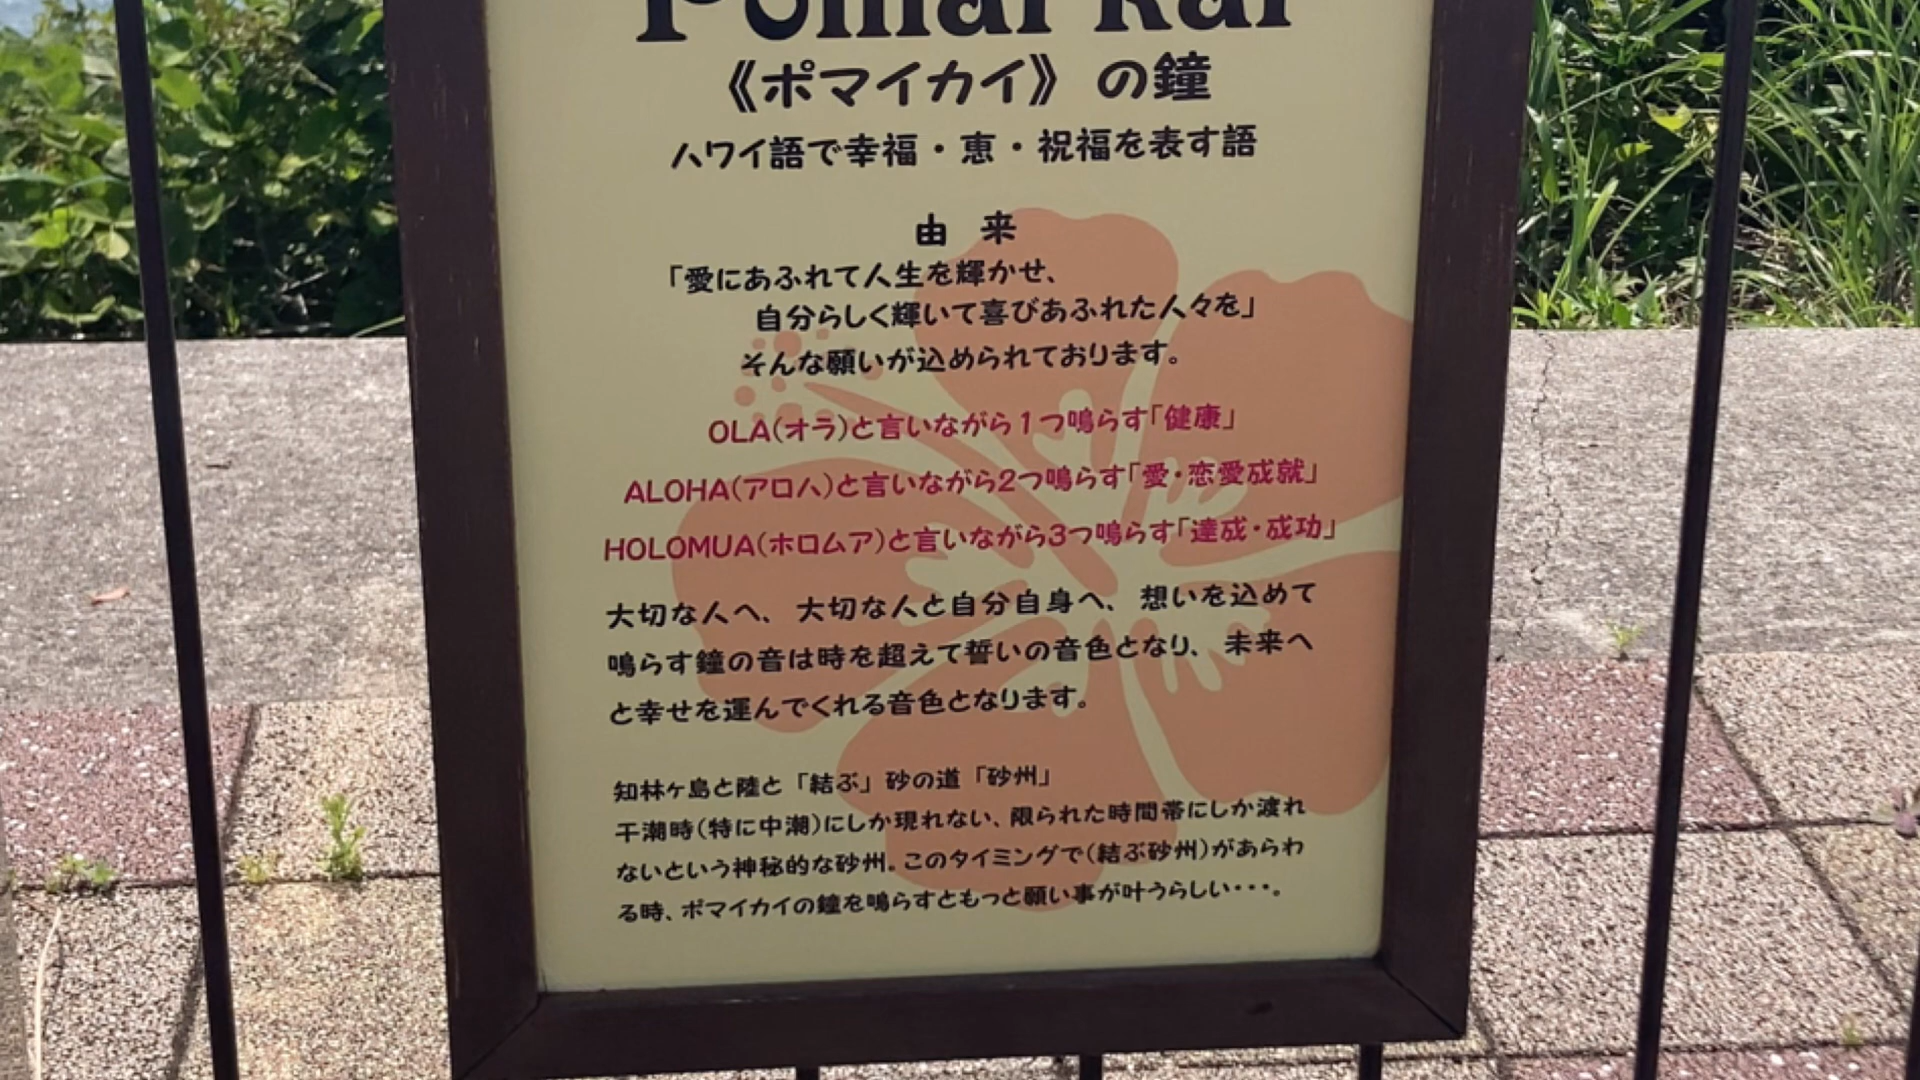 Pomai kai
《ポマイカイ》の鐘
ハワイ語で幸福・恵・祝福を表す語
由 来
「愛にあふれて人生を輝かせ、
自分らしく輝いて喜びあふれた人々を」
そんな願いが込められております。
OLA(オラ)と言いながら1つ鳴らす「健康」
ALOHA(アロハ)と言いながら2つ鳴らす「愛・恋愛成就」
HOLOMUA(ホロムア)と言いながら3つ鳴らす「達成・成功」
大切な人へ、大切な人と自分自身へ、想いを込めて
鳴らす鐘の音は時を超えて誓いの音色となり、未来へ
と幸せを運んでくれる音色となります。
知林ヶ島と陸と「結ぶ」砂の道「砂州」
干潮時(特に中潮)にしか現れない、限られた時間帯にしか渡れ
ないという神秘的な砂州。このタイミングで(結ぶ砂州)があらわ
る時、ポマイカイの鐘を鳴らすともっと願い事が叶うらしい・・・。